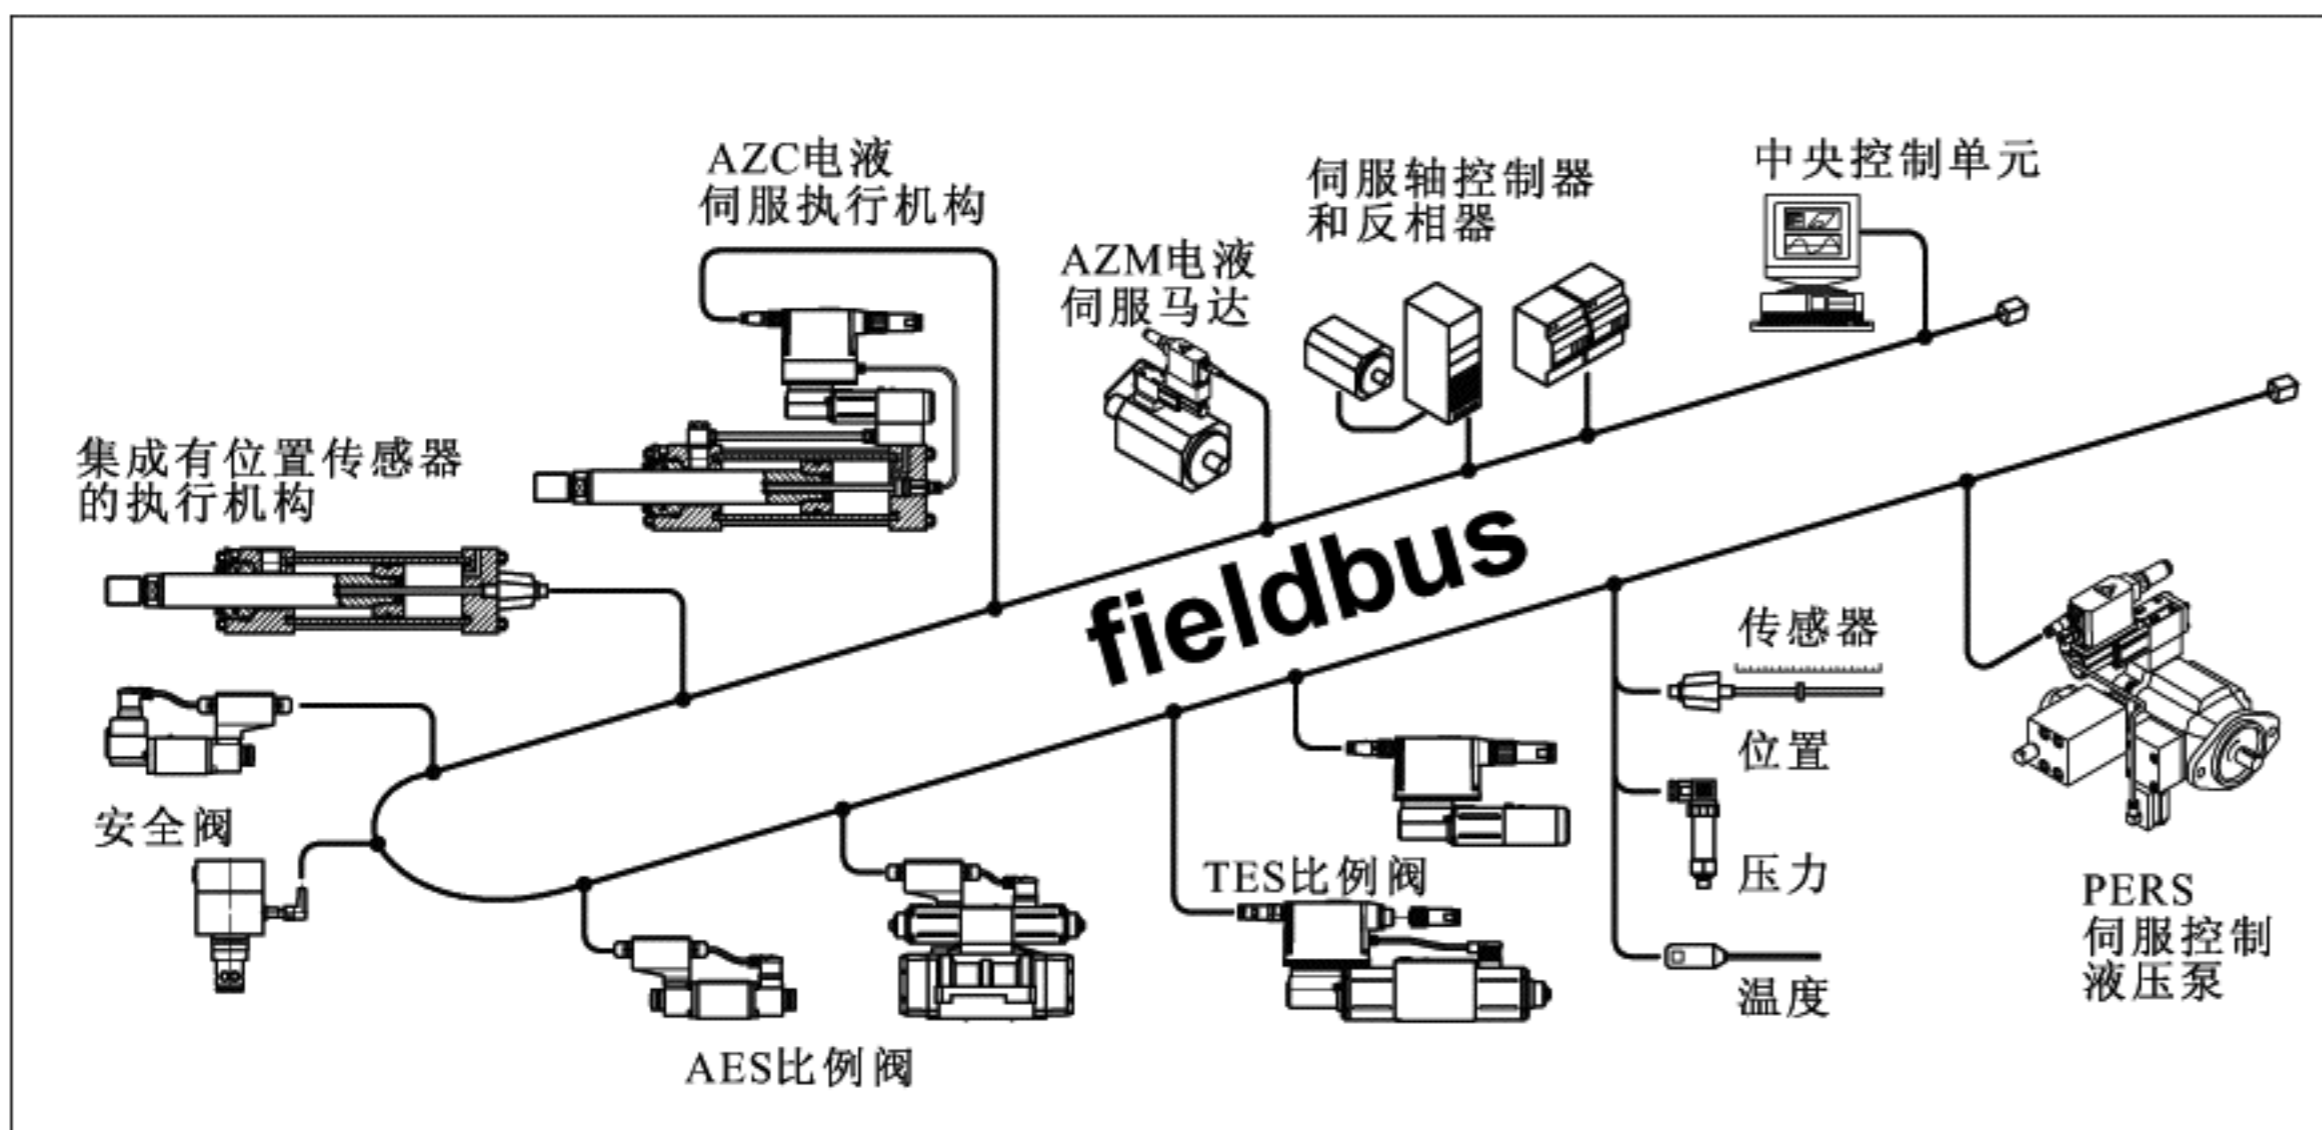 AZC电液
伺服执行机构
AZM电液
伺服马达
伺服轴控制器
和反相器
中央控制单元
集成有位置传感器
的执行机构
fieldbus
安全阀
传感器
位置
压力
温度
TES比例阀
AES比例阀
PERS
伺服控制
液压泵